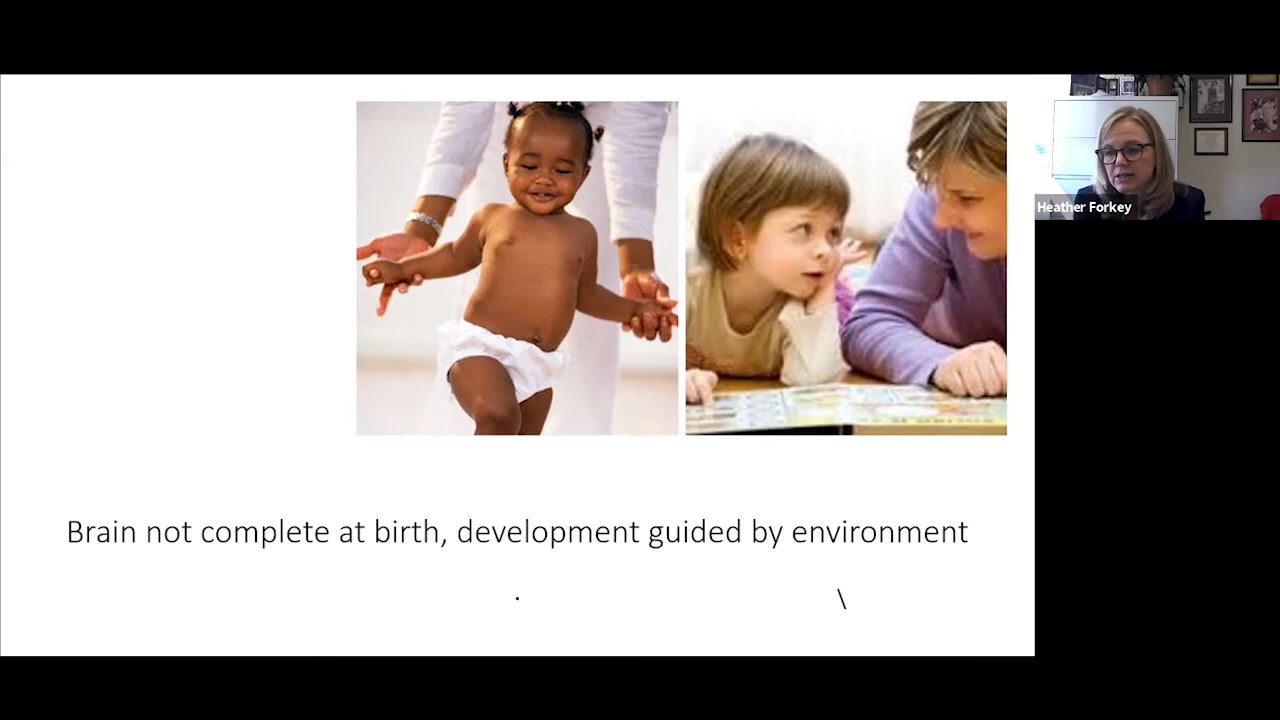 Heather Forkey
Brain not complete at birth, development guided by environment
. \